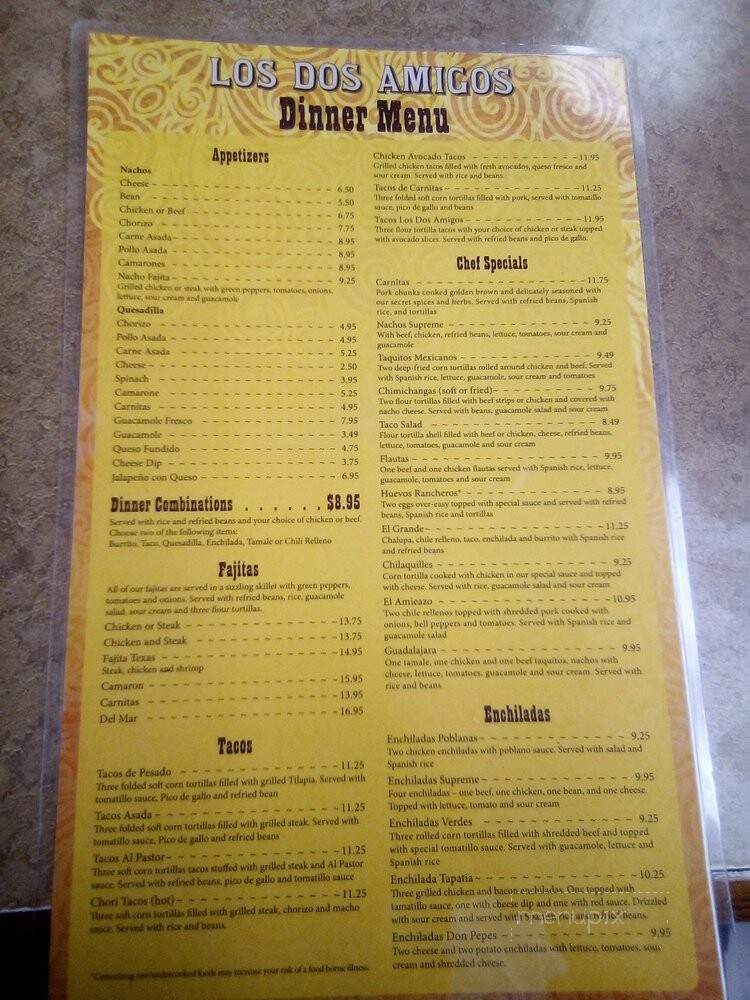 LOS DOS AMIGOS
Dinner Menu
Appetizers
Nachos
Cheese 6.50
Bean 5.50
Chicken or Beef 6.75
Chorizo 7.75
Carne Asada 8.95
Pollo Asada 8.95
Camarones 8.95
Nacho Fajita 9.25
Grilled chicken or steak with green peppers, tomatoes, onions,
lettuce, sour cream and guacamole
Quesadilla
Chorizo 4.95
Pollo Asada 4.95
Carne Asada 5.25
Cheese 2.50
Spinach 3.95
Camarone 5.25
Carnitas 4.95
Guacamole Fresco 7.95
Guacamole 3.49
Queso Fundido 4.75
Cheese Dip 3.75
Jalapeño con Queso 6.95
Dinner Combinations . . . . . . $8.95
Served with rice and refried beans and your choice of chicken or beef.
Choose two of the following items:
Burrito, Taco, Quesadilla, Enchilada, Tamale or Chili Relleno
Fajitas
All of our fajitas are served in a sizzling skillet with green peppers,
tomatoes and onions. Served with refried beans, rice, guacamole
salad, sour cream and three flour tortillas.
Chicken or Steak 13.75
Chicken and Steak 13.75
Fajita Texas 14.95
Steak, chicken and shrimp
Camaron 15.95
Carnitas 13.95
Del Mar 16.95
Tacos
Tacos de Pesado 11.25
Three folded soft corn tortillas filled with grilled Tilapia. Served with
tomatillo sauce, Pico de gallo and refried bean
Tacos Asada 11.25
Three folded soft corn tortillas filled with grilled steak. Served with
tomatillo sauce, Pico de gallo and refried beans
Tacos Al Pastor 11.25
Three soft corn tortillas tacos stuffed with grilled steak and Al Pastor
sauce. Served with refried beans, pico de gallo and tomatillo sauce
Chori Tacos (hot) 11.25
Three soft corn tortillas filled with grilled steak, chorizo and macho
sauce. Served with rice and beans.
*Consuming raw/undercooked foods may increase your risk of a food borne illness.
Chicken Avocado Tacos 11.95
Grilled chicken tacos filled with fresh avocados, queso fresco and
sour cream. Served with rice and beans.
Tacos de Carnitas 11.25
Three folded soft corn tortillas filled with pork, served with tomatillo
sauce, pico de gallo and beans
Tacos Los Dos Amigos 11.95
Three flour tortilla tacos with your choice of chicken or steak topped
with avocado slices. Served with refried beans and pico de gallo.
Chef Specials
Carnitas 11.75
Pork chunks cooked golden brown and delicately seasoned with
our secret spices and herbs. Served with refried beans, Spanish
rice, and tortillas
Nachos Supreme 9.25
With beef, chicken, refried beans, lettuce, tomatoes, sour cream and
guacamole
Taquitos Mexicanos 9.49
Two deep-fried corn tortillas rolled around chicken and beef. Served
with Spanish rice, lettuce, guacamole, sour cream and tomatoes
Chimichangas (soft or fried) 9.75
Two flour tortillas filled with beef strips or chicken and covered with
nacho cheese. Served with beans, guacamole salad and sour cream
Taco Salad 8.49
Flour tortilla shell filled with beef or chicken, cheese, refried beans,
lettuce, tomatoes, guacamole and sour cream
Flautas 9.95
One beef and one chicken flautas served with Spanish rice, lettuce,
guacamole, tomatoes and sour cream
Huevos Rancheros* 8.95
Two eggs over-easy topped with special sauce and served with refried
beans, Spanish rice and tortillas
El Grande 11.25
Chalupa, chile relleno, taco, enchilada and burrito with Spanish rice
and refried beans
Chilaquilles 9.25
Corn tortilla cooked with chicken in our special sauce and topped
with cheese. Served with rice, guacamole salad and sour cream
El Amigazo 10.95
Two chile rellenos topped with shredded pork cooked with
onions, bell peppers and tomatoes. Served with Spanish rice and
guacamole salad
Guadalajara 9.95
One tamale, one chicken and one beef taquitos, nachos with
cheese, lettuce, tomatoes, guacamole and sour cream. Served with
rice and beans
Enchiladas
Enchiladas Poblanas 9.25
Two chicken enchiladas with poblano sauce. Served with salad and
Spanish rice
Enchiladas Supreme 9.95
Four enchiladas – one beef, one chicken, one bean, and one cheese.
Topped with lettuce, tomato and sour cream
Enchiladas Verdes 9.25
Three rolled corn tortillas filled with shredded beef and topped
with special tomatillo sauce. Served with guacamole, lettuce and
Spanish rice
Enchilada Tapatia 10.25
Three grilled chicken and bacon enchiladas. One topped with
tamatillo sauce, one with cheese dip and one with red sauce. Drizzled
with sour cream and served with Spanish rice and refried beans.
Enchiladas Don Pepes 9.95
Two cheese and two potato enchiladas with lettuce, tomatoes, sour
cream and shredded cheese.
menupix